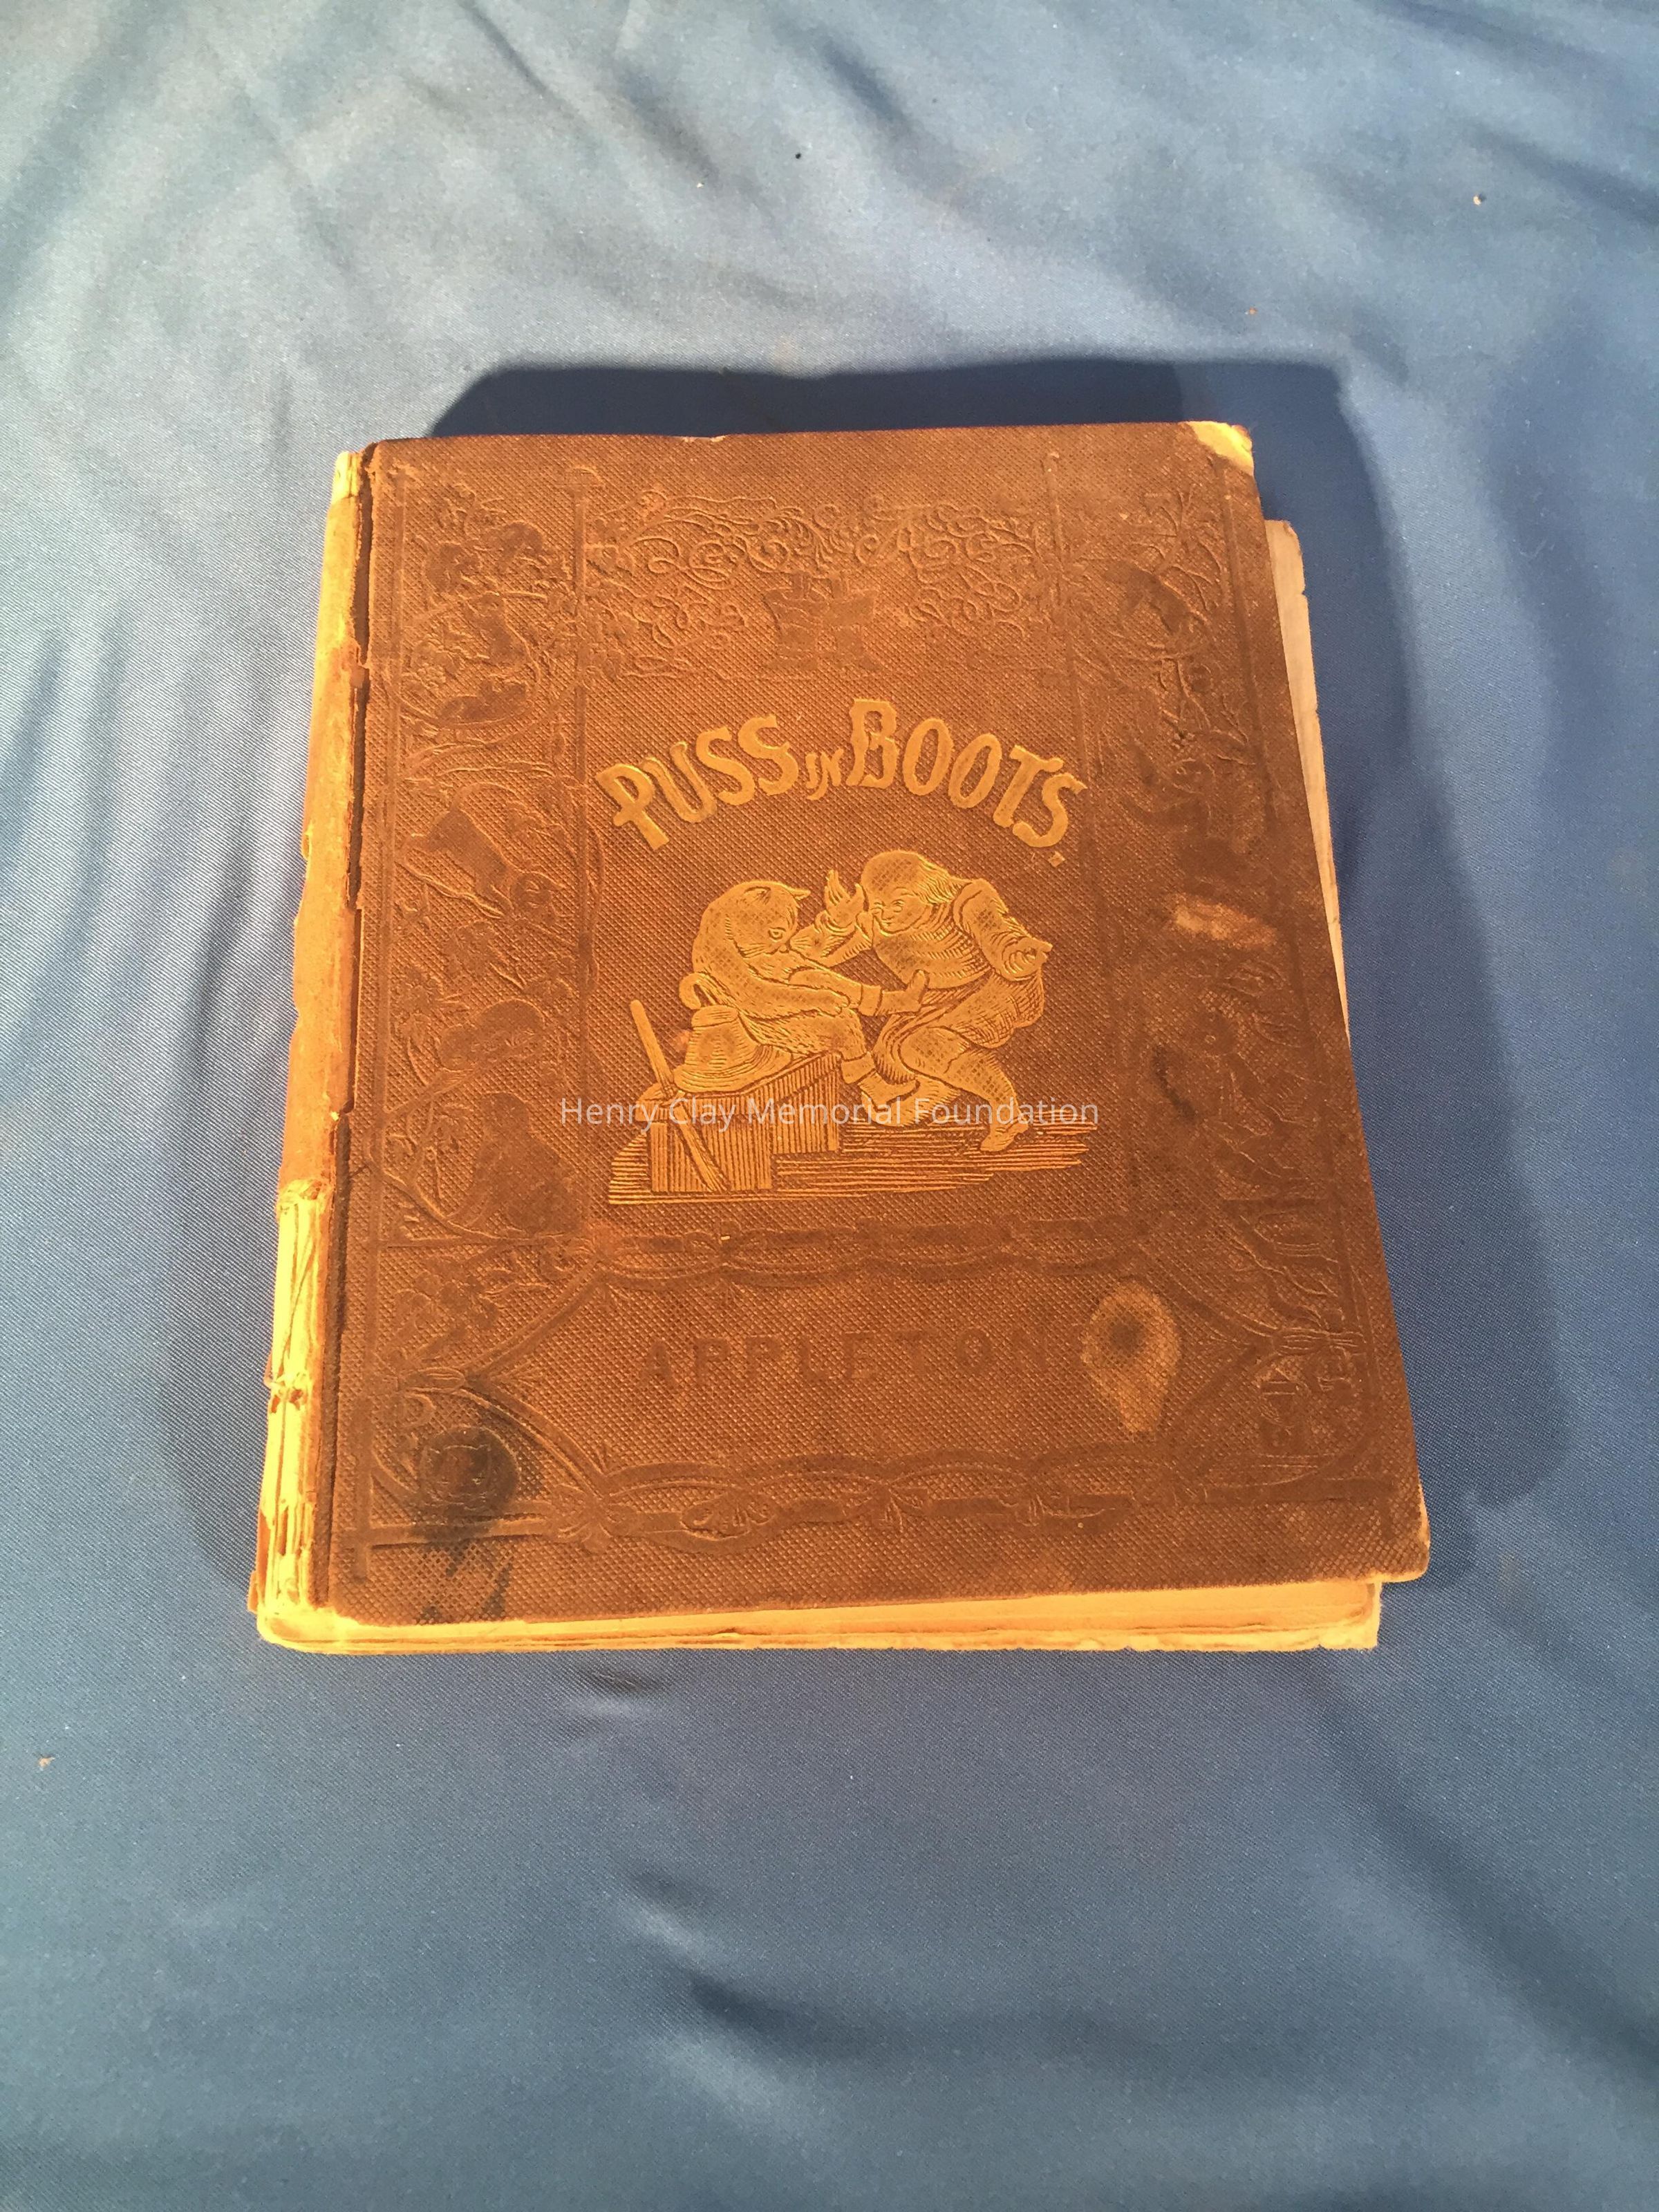 PUSS IN BOOTS.
Henry Clay Memorial Foundation
APPLETON